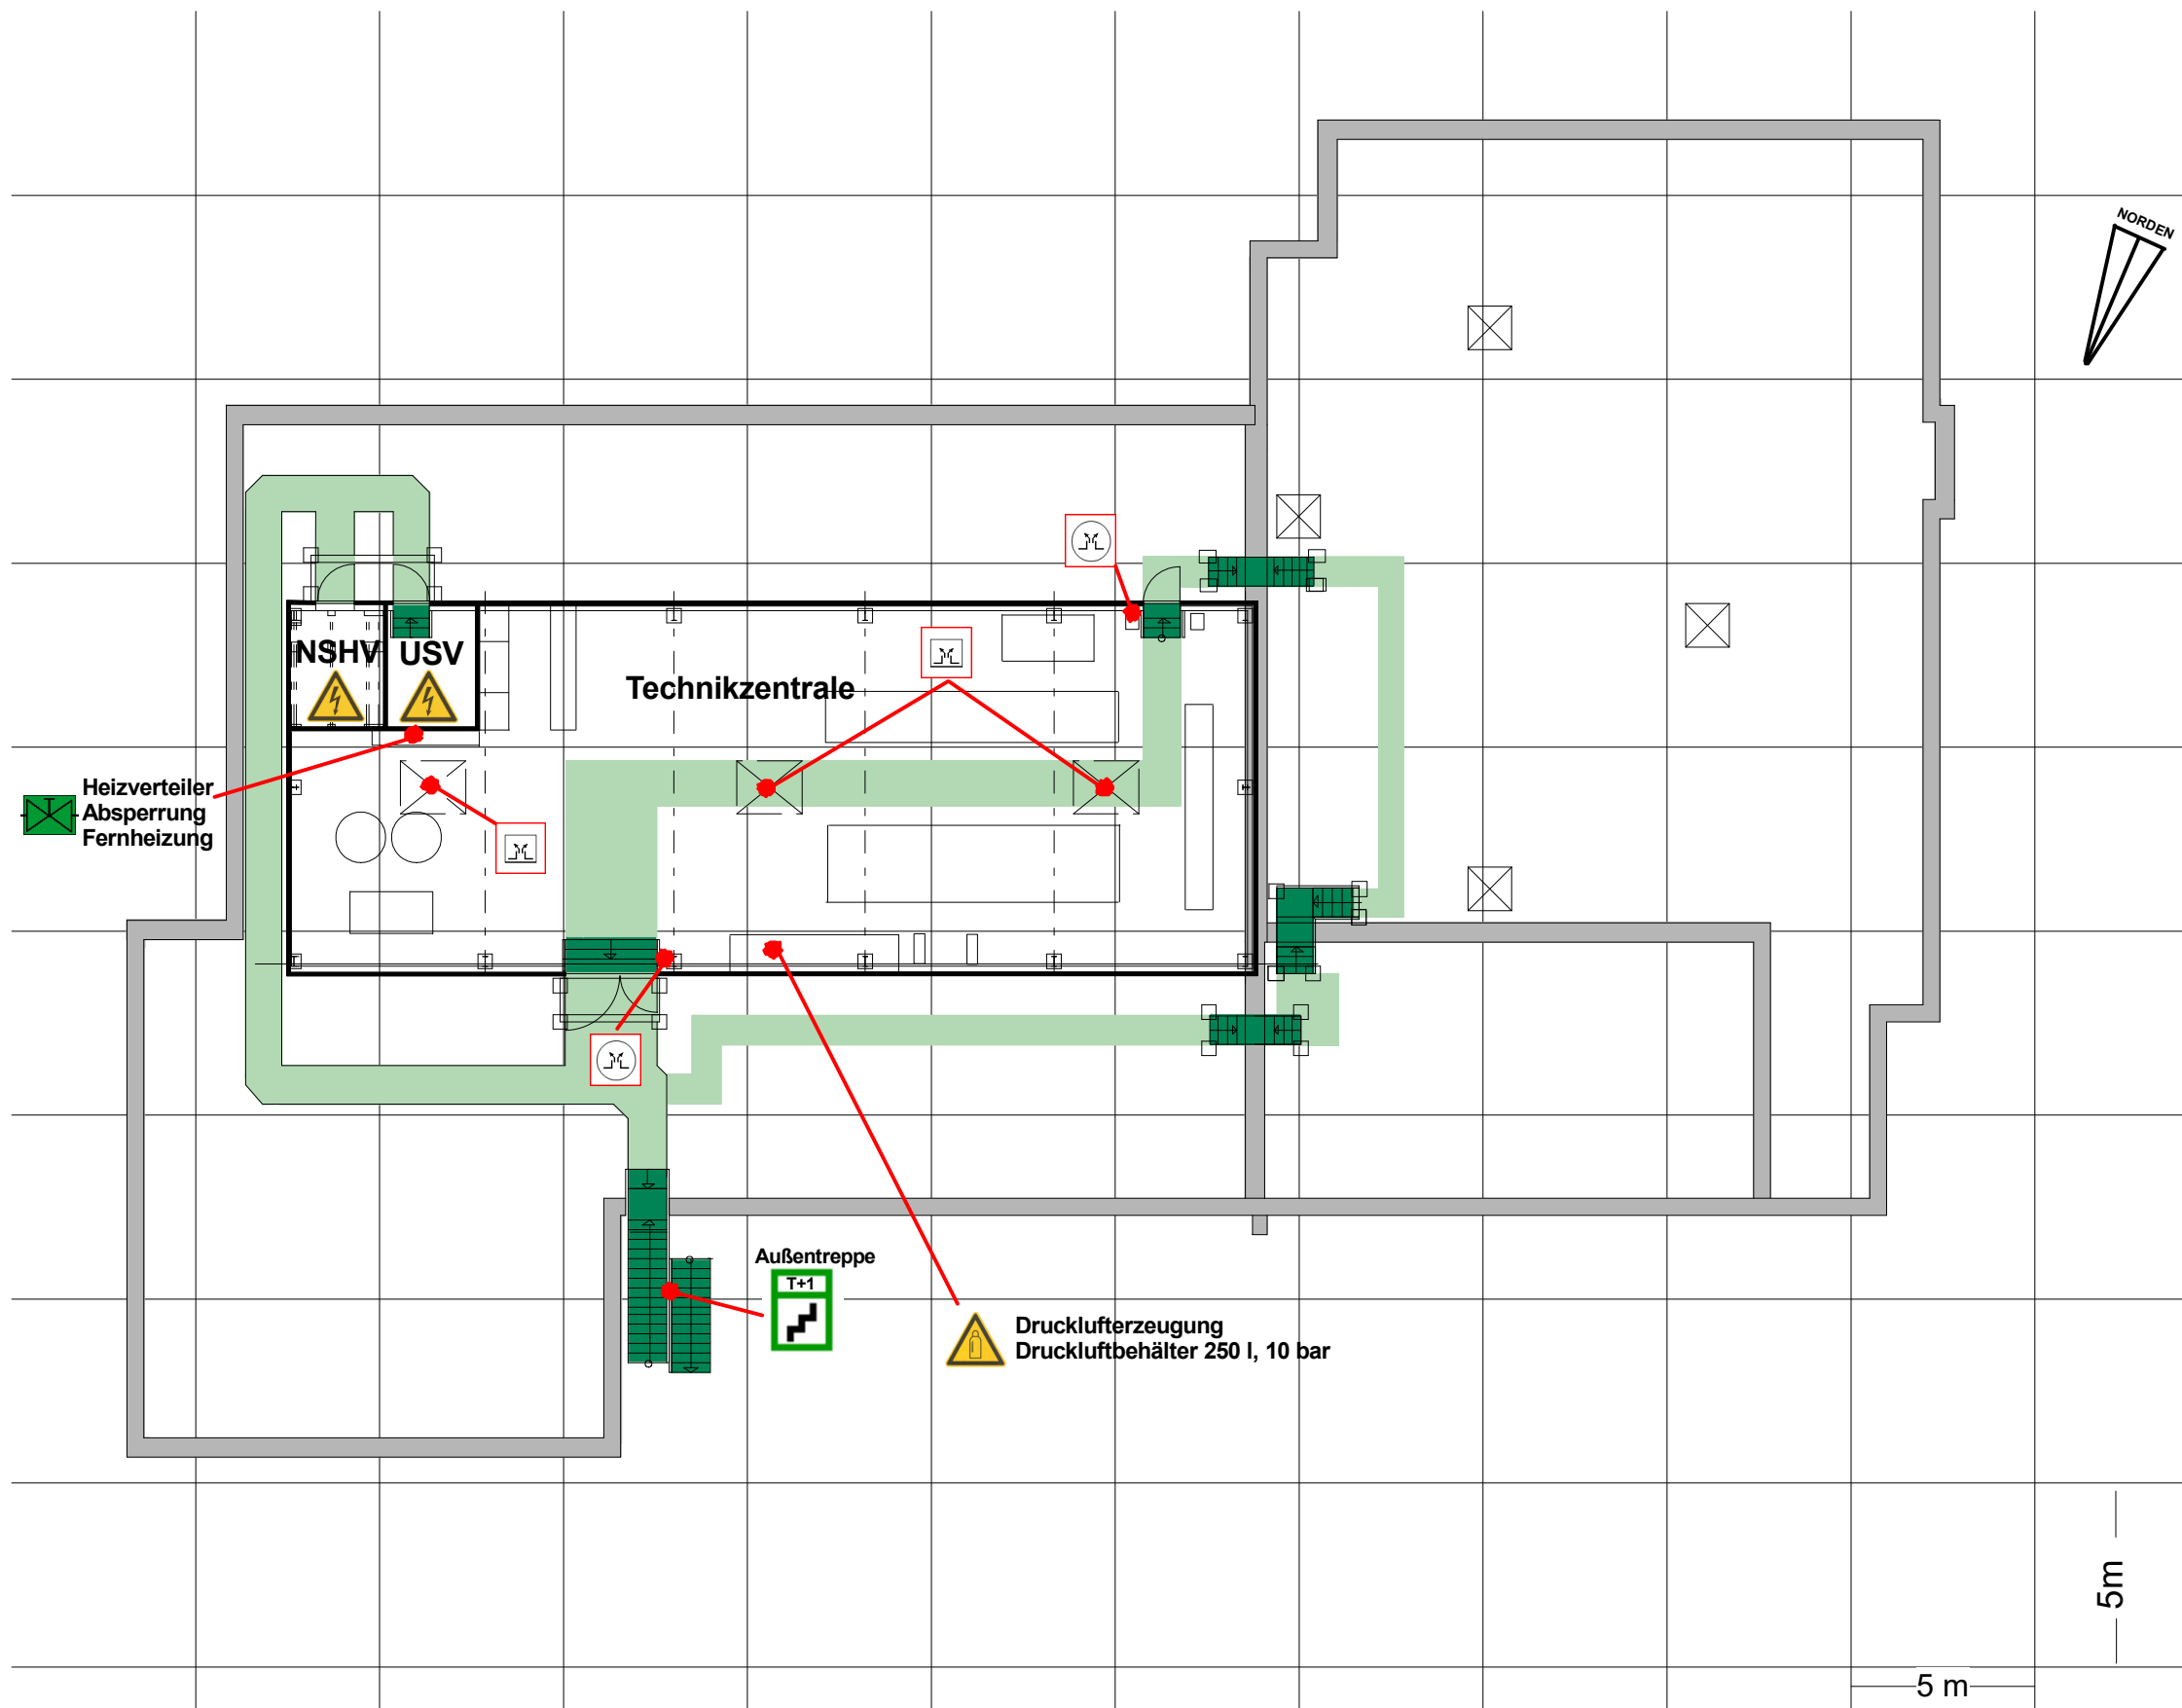 NORDEN
NSHV
USV
Technikzentrale
Heizverteiler
Absperrung
Fernheizung
Außentreppe
T+1
Drucklufterzeugung
Druckluftbehälter 250 l, 10 bar
5m
5 m